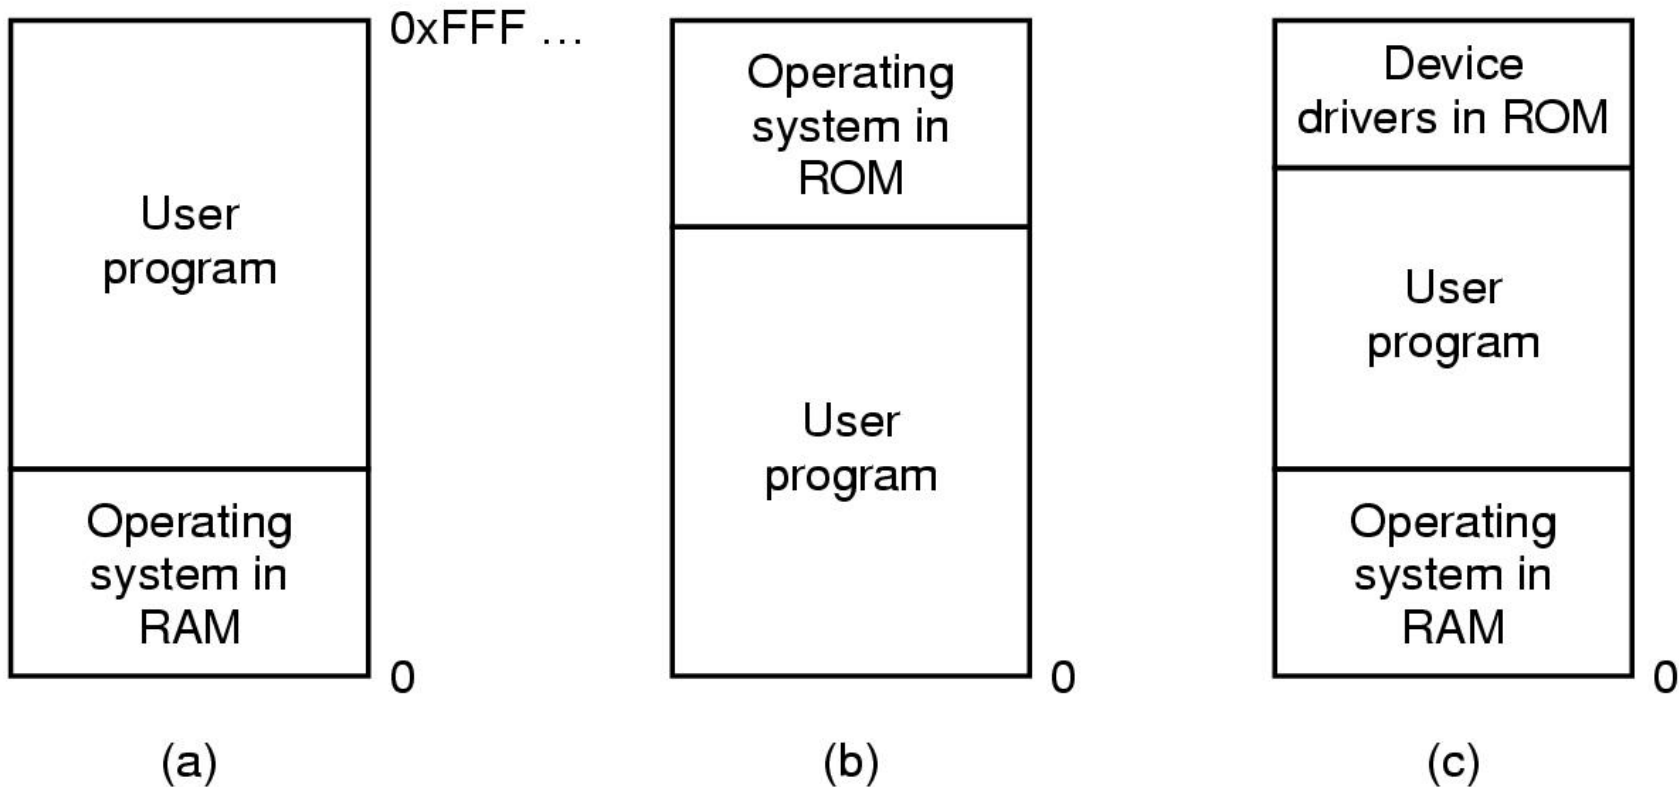 0xFFF ...
User
program
Operating
system in
RAM
0
(a)
Operating
system in
ROM
User
program
0
(b)
Device
drivers in ROM
User
program
Operating
system in
RAM
0
(c)